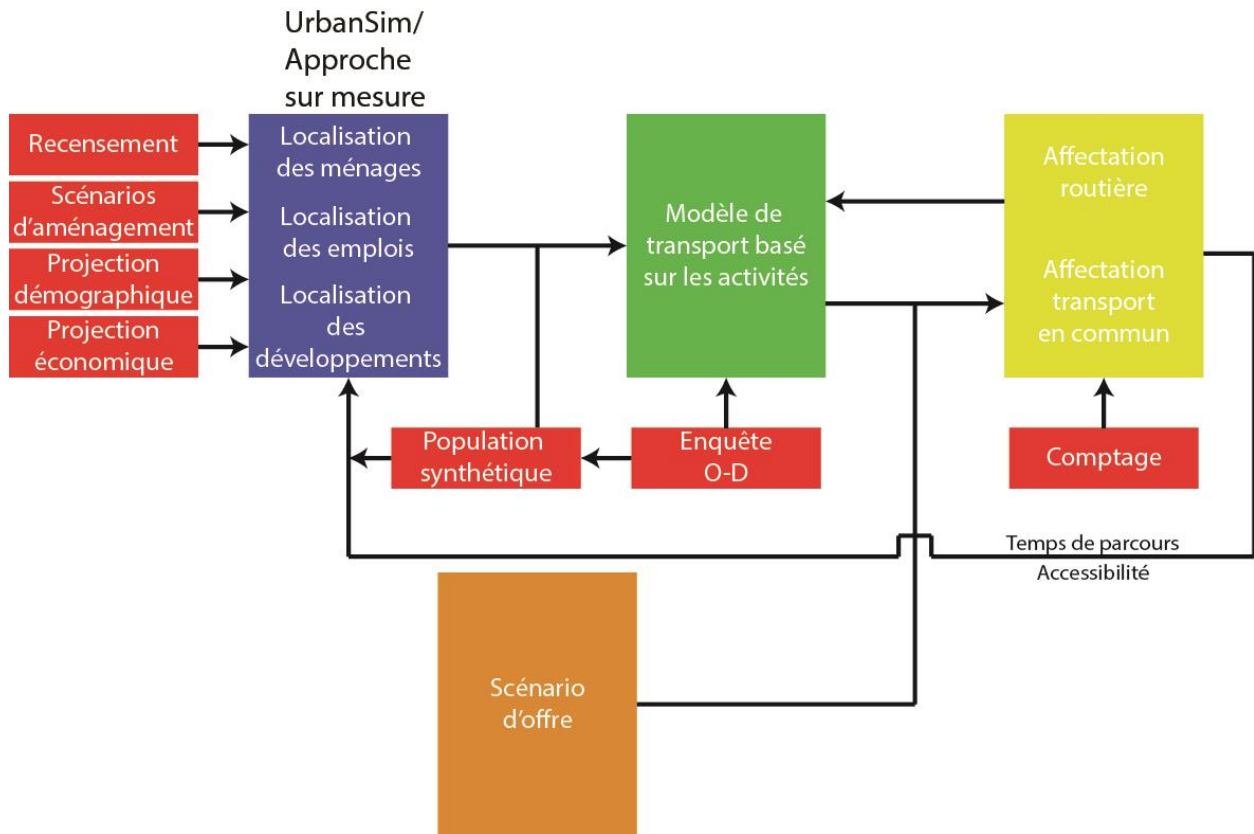 UrbanSim/
Approche
sur mesure
Recensement
Scénarios
d'aménagement
Projection
démographique
Projection
économique
Localisation
des ménages
Localisation
des emplois
Localisation
des
développements
Modèle de
transport basé
sur les activités
Affectation
routière
Affectation
transport
en commun
Population
synthétique
Enquête
O-D
Comptage
Temps de parcours
Accessibilité
Scénario
d'offre